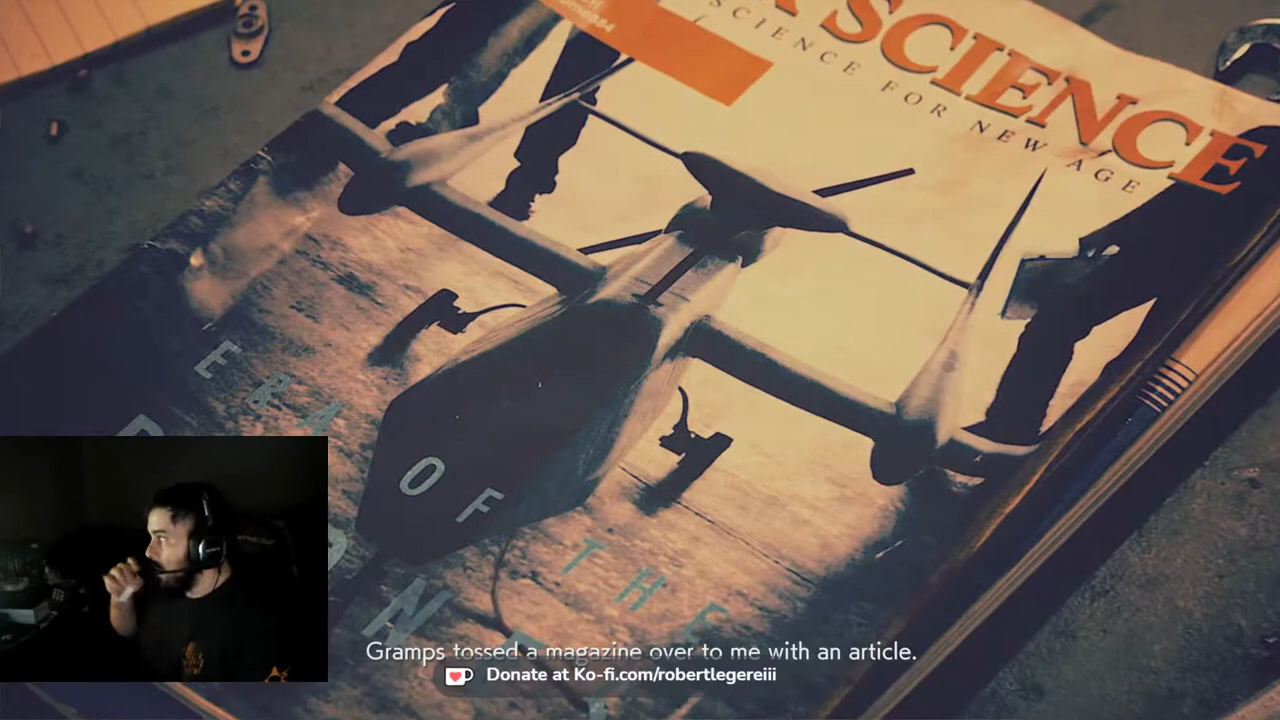 SCIENCE
SCIENCE FOR NEW AGE
ERA
OF
THE
Gramps tossed a magazine over to me with an article.
Donate at Ko-fi.com/robertlegereiii